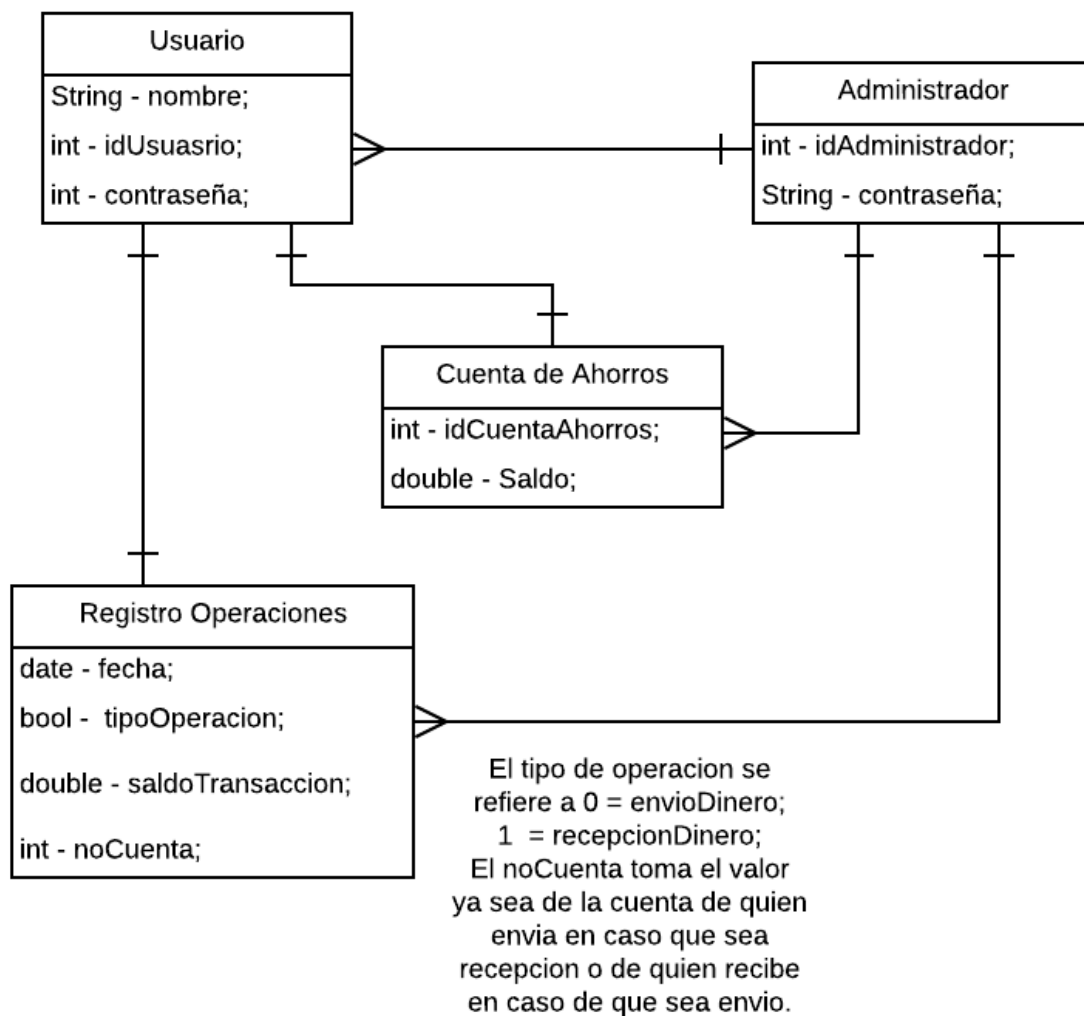 Usuario
String - nombre;
int - idUsuasrio;
int - contraseña;
Administrador
int - idAdministrador;
String - contraseña;
Cuenta de Ahorros
int - idCuentaAhorros;
double - Saldo;
Registro Operaciones
date - fecha;
bool -  tipoOperacion;
double - saldoTransaccion;
int - noCuenta;
El tipo de operacion se
refiere a 0 = envioDinero;
1  = recepcionDinero;
El noCuenta toma el valor
ya sea de la cuenta de quien
envia en caso que sea
recepcion o de quien recibe
en caso de que sea envio.